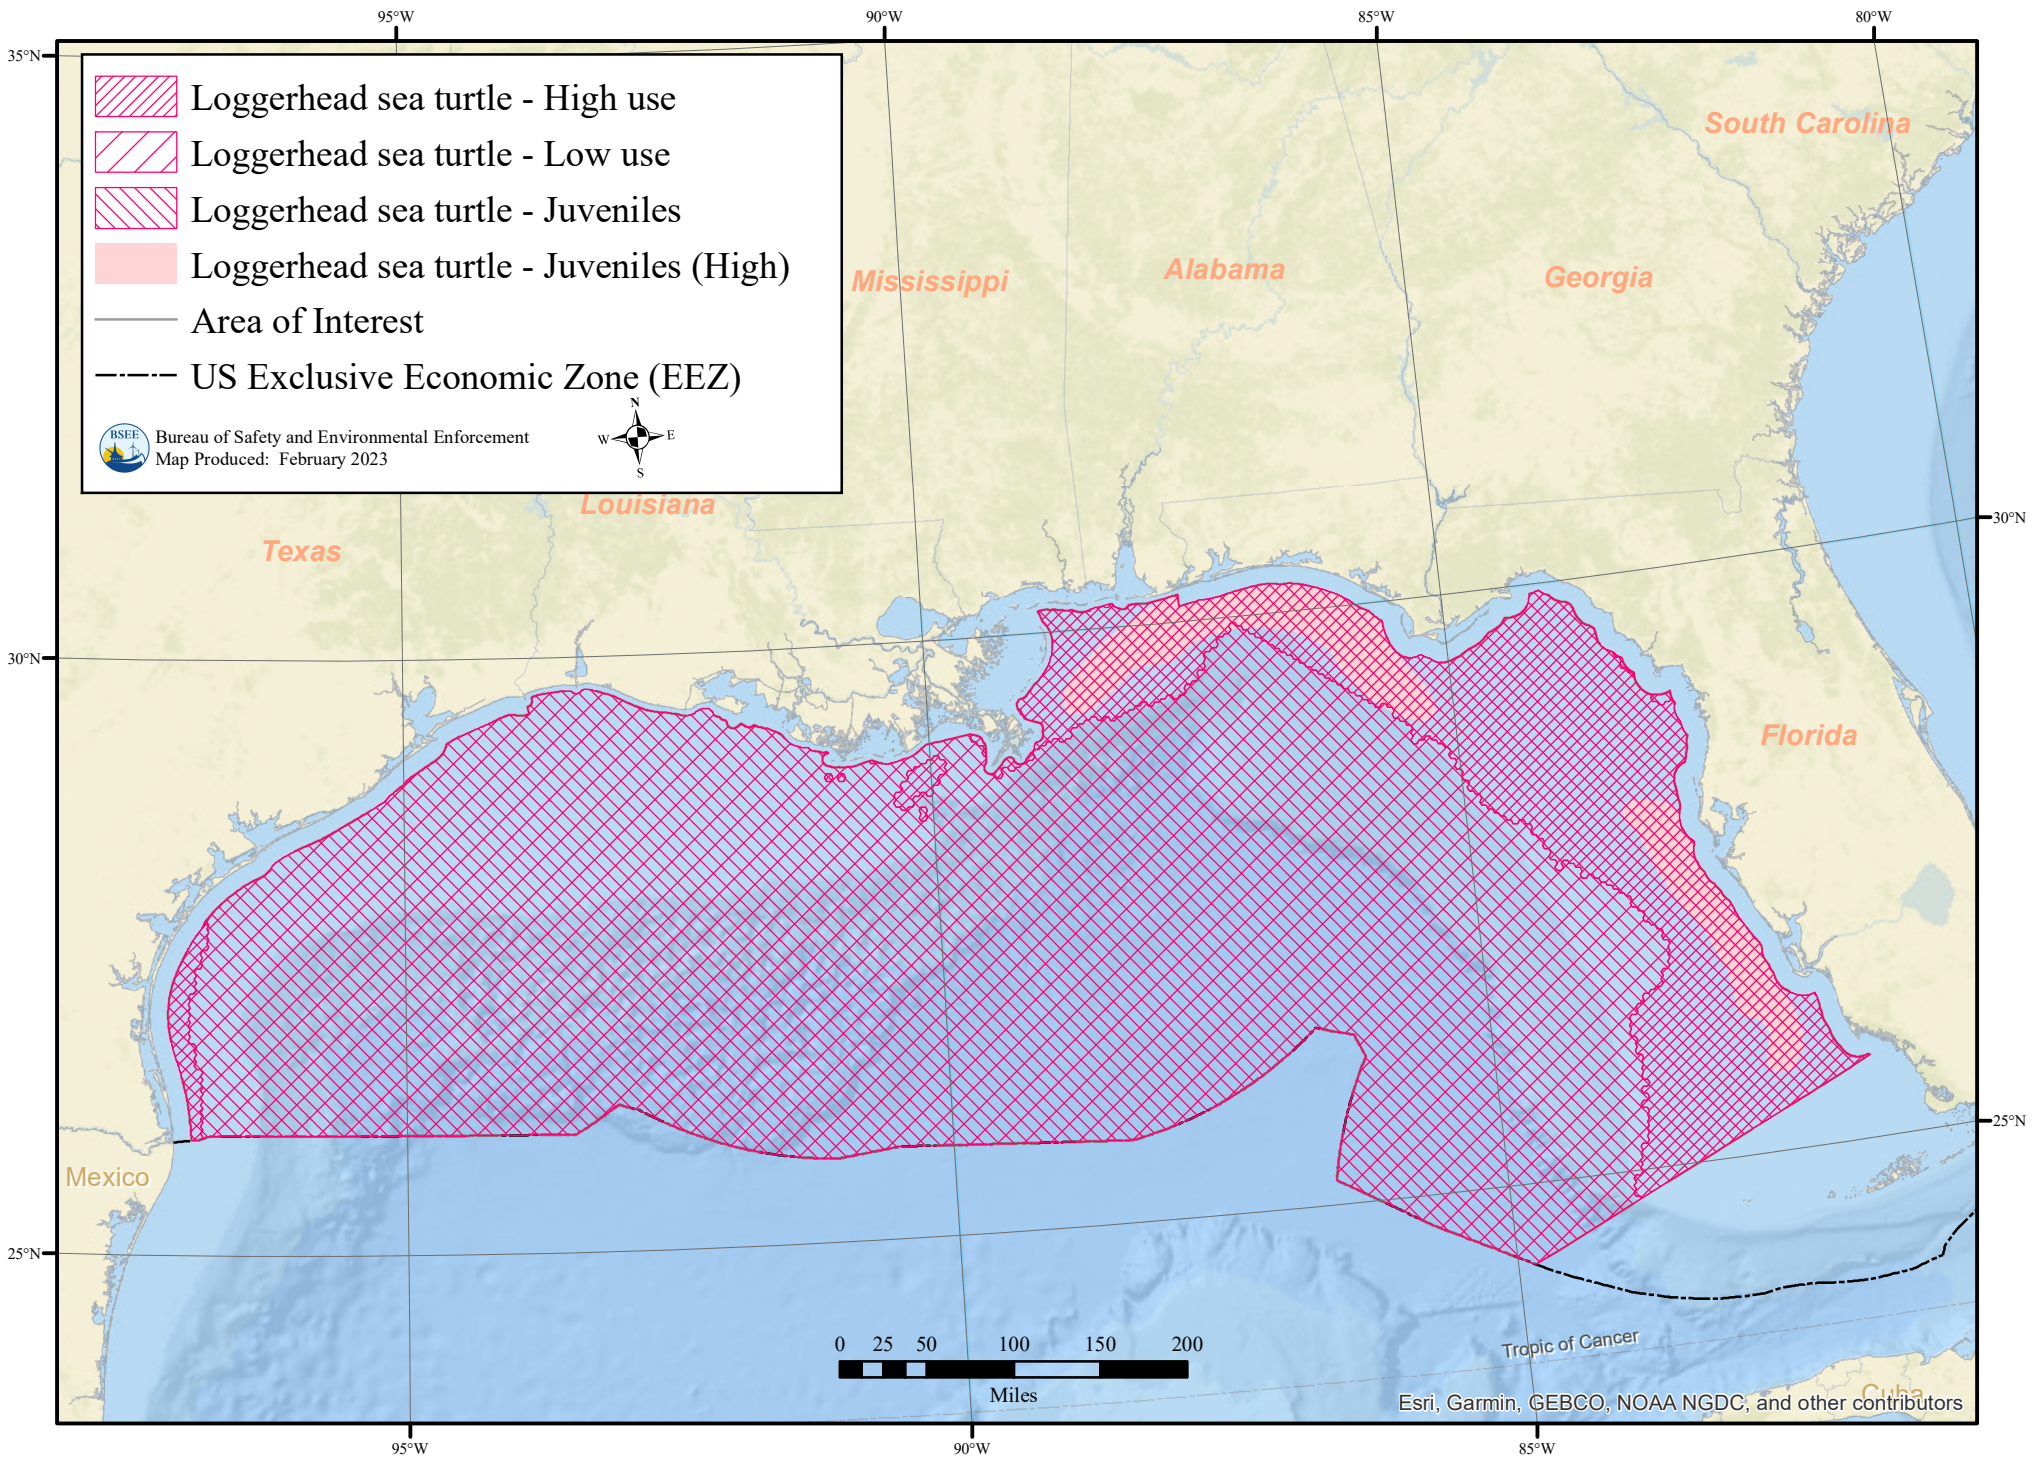 95°W
90°W
85°W
80°W
35°N
Loggerhead sea turtle - High use
Loggerhead sea turtle - Low use
Loggerhead sea turtle - Juveniles
Loggerhead sea turtle - Juveniles (High)
Area of Interest
US Exclusive Economic Zone (EEZ)
BSEE
Bureau of Safety and Environmental Enforcement
Map Produced: February 2023
N
W
E
S
South Carolina
Mississippi
Alabama
Georgia
Louisiana
Texas
30°N
30°N
Florida
25°N
Mexico
25°N
0 25 50 100 150 200
Miles
Tropic of Cancer
Cuba
Esri, Garmin, GEBCO, NOAA NGDC, and other contributors
95°W
90°W
85°W